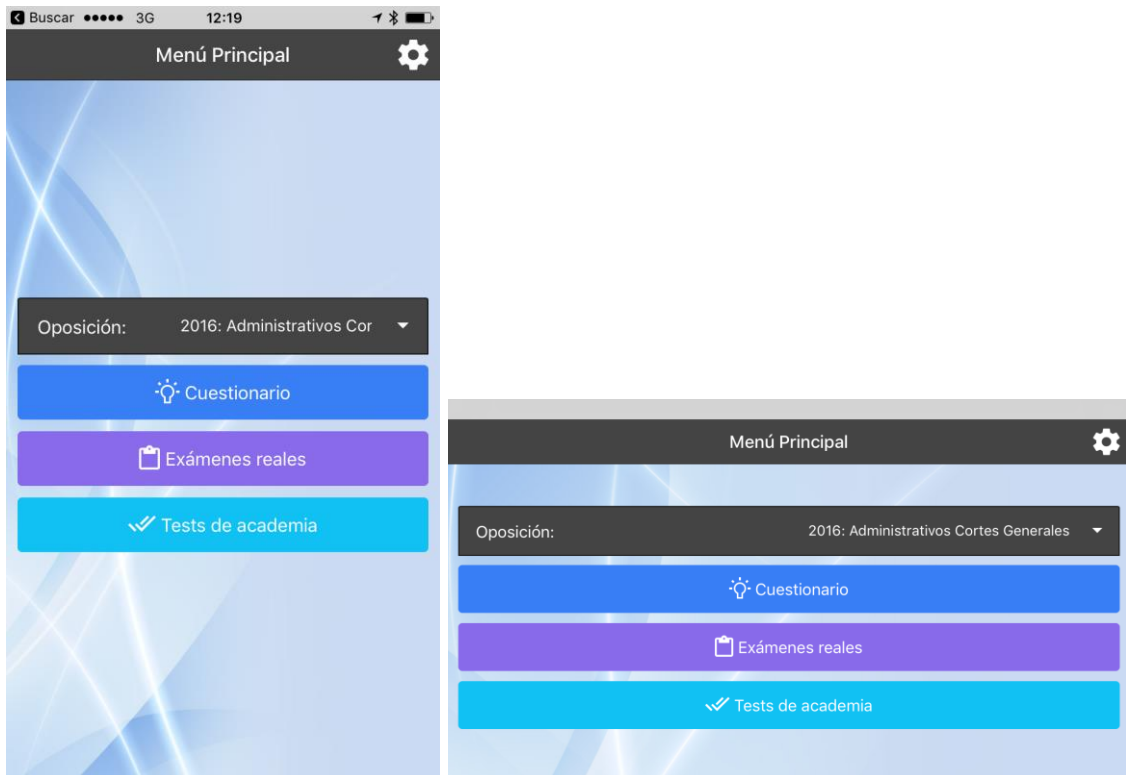 Buscar 3G 12:19
Menú Principal
Oposición: 2016: Administrativos Cor
Cuestionario
Exámenes reales
Tests de academia
Menú Principal
Oposición: 2016: Administrativos Cortes Generales
Cuestionario
Exámenes reales
Tests de academia